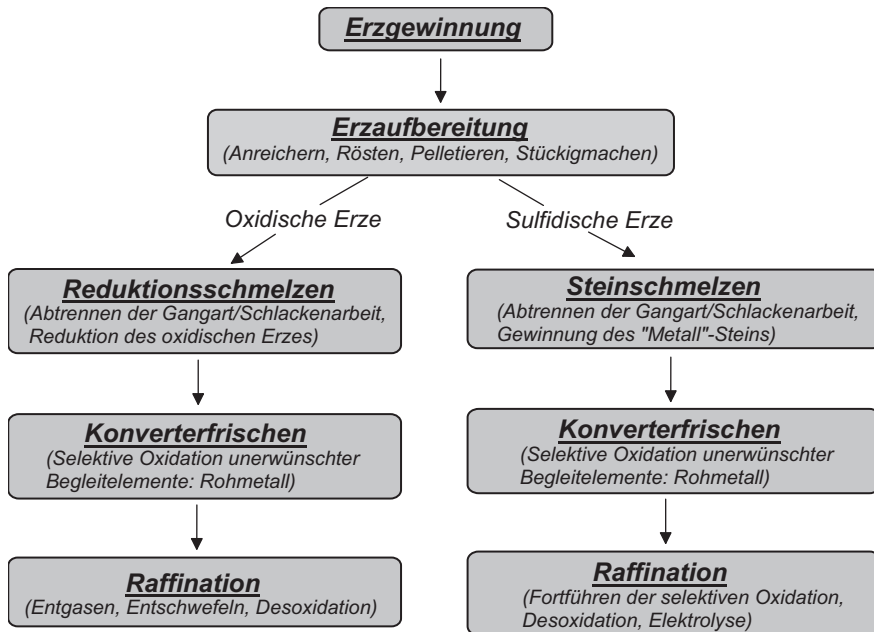 Erzgewinnung
Erzaufbereitung
(Anreichern, Rösten, Pelletieren, Stückigmachen)
Oxidische Erze
Sulfidische Erze
Reduktionsschmelzen
(Abtrennen der Gangart/Schlackenarbeit,
Reduktion des oxidischen Erzes)
Steinschmelzen
(Abtrennen der Gangart/Schlackenarbeit,
Gewinnung des "Metall"-Steins)
Konverterfrischen
(Selektive Oxidation unerwünschter
Begleitelemente: Rohmetall)
Konverterfrischen
(Selektive Oxidation unerwünschter
Begleitelemente: Rohmetall)
Raffination
(Entgasen, Entschwefeln, Desoxidation)
Raffination
(Fortführen der selektiven Oxidation,
Desoxidation, Elektrolyse)